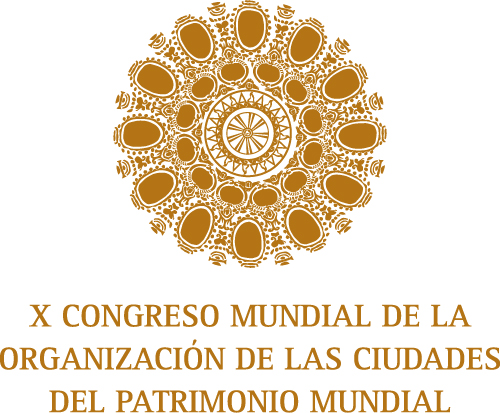 X CONGRESO MUNDIAL DE LA
ORGANIZACIÓN DE LAS CIUDADES
DEL PATRIMONIO MUNDIAL